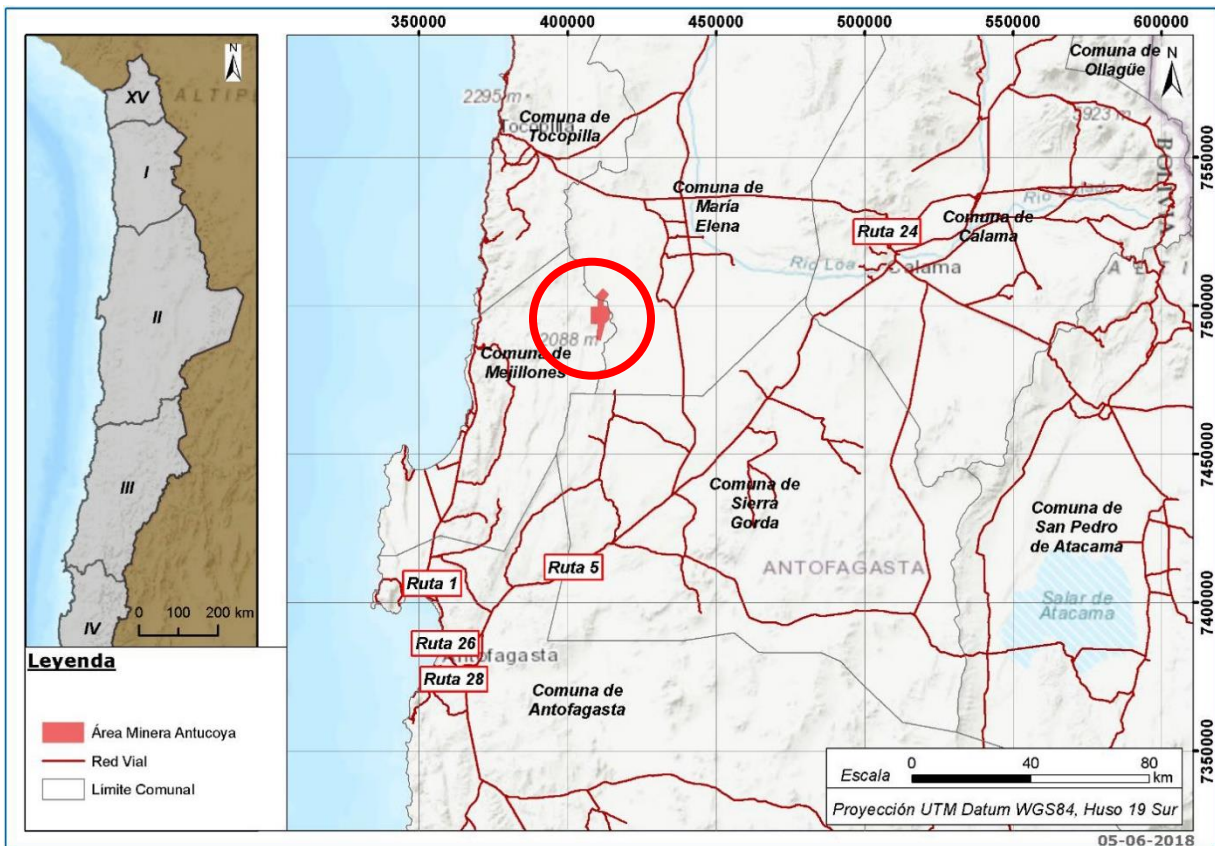 350000 400000 450000 500000 550000 600000
N
N
XV
ALTIP
I
II
III
IV
0 100 200 km
Leyenda
Área Minera Antucoya
Red Vial
Límite Comunal
Comuna de
Ollagüe
2295 m
Comuna de
Tocopilla
Tocopilla
5923 m
BOLIVIA
7550000
Comuna de
María
Elena
Ruta 24
Comuna de
Calama
Río Loa
Calama
7500000
2088 m
Comuna de
Mejillones
7450000
Comuna de
Sierra
Gorda
Comuna de
San Pedro
de Atacama
Ruta 5
ANTOFAGASTA
Ruta 1
Salar de
Atacama
7400000
Ruta 26
Antofagasta
Ruta 28
Comuna de
Antofagasta
7350000
Escala 0 40 80
km
Proyección UTM Datum WGS84, Huso 19 Sur
05-06-2018